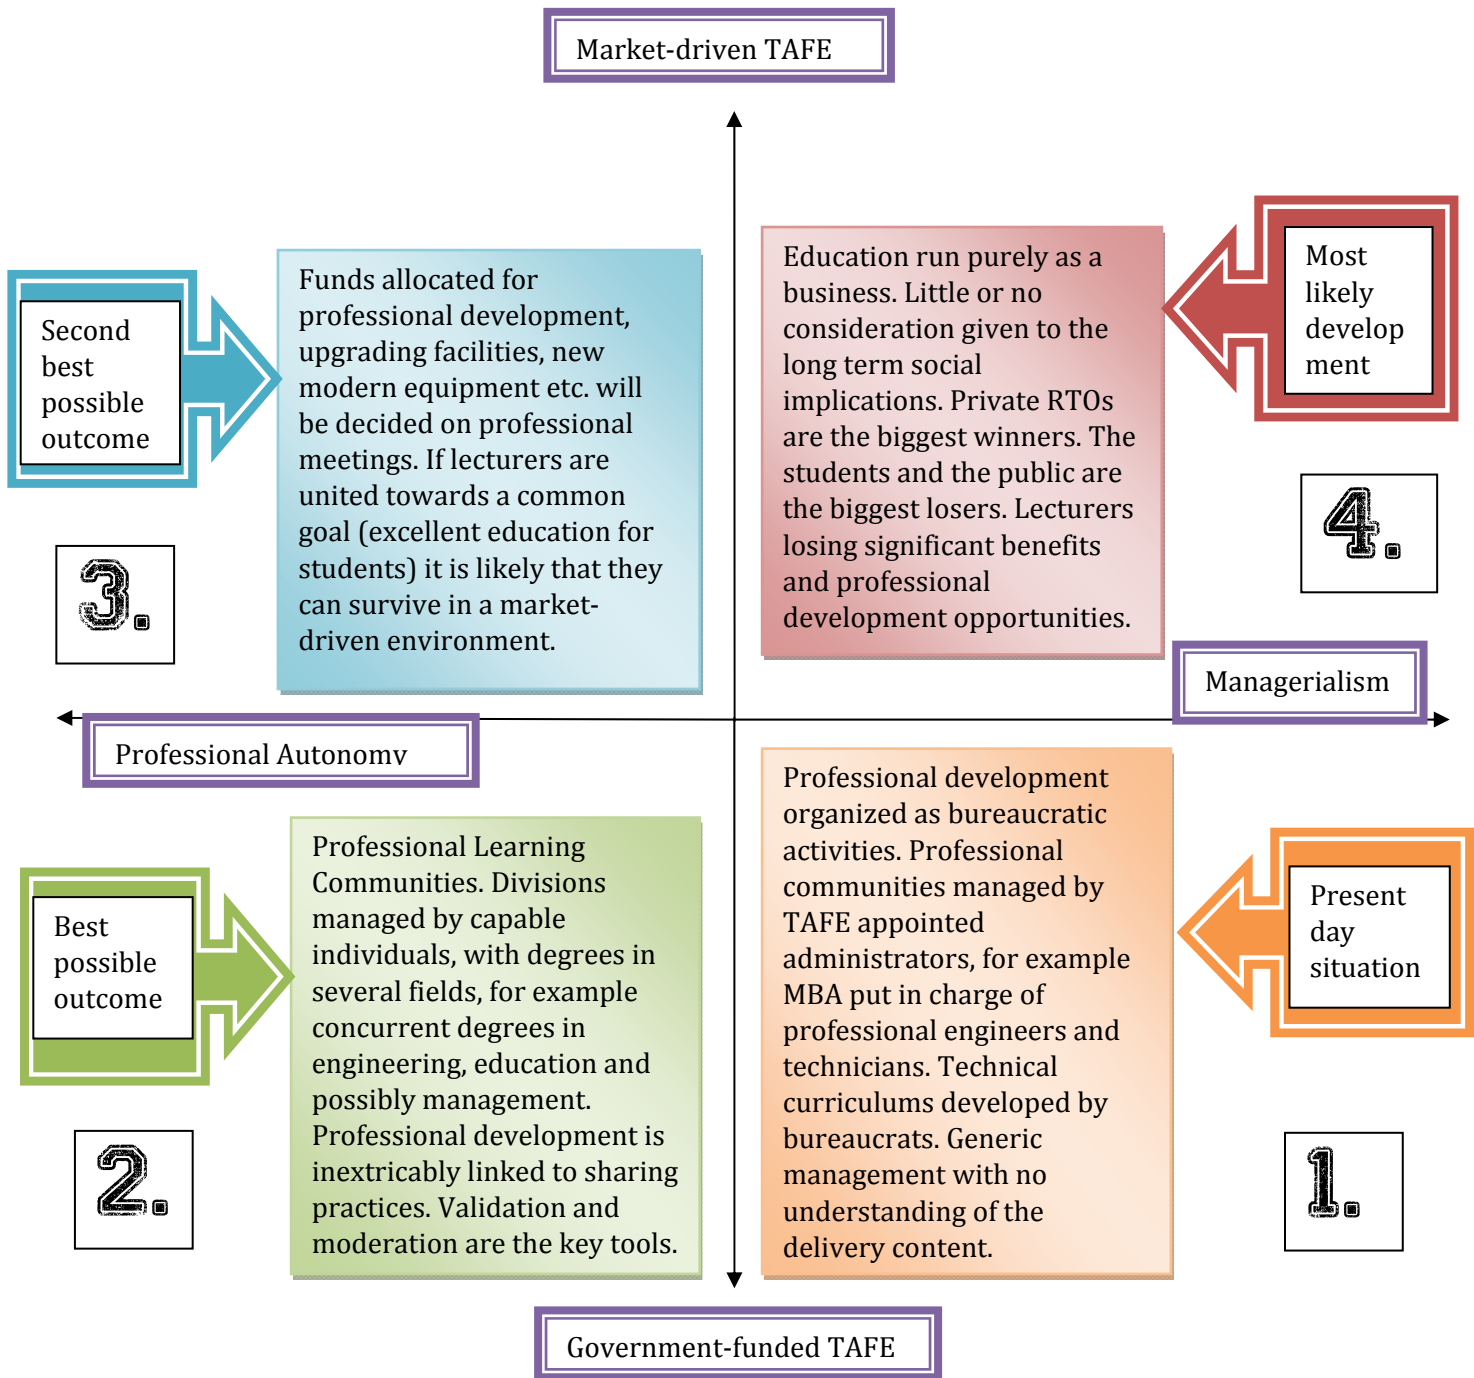 Market-driven TAFE
Second
best
possible
outcome
3.
Funds allocated for
professional development,
upgrading facilities, new
modern equipment etc. will
be decided on professional
meetings. If lecturers are
united towards a common
goal (excellent education for
students) it is likely that they
can survive in a market-
driven environment.
Education run purely as a
business. Little or no
consideration given to the
long term social
implications. Private RTOs
are the biggest winners. The
students and the public are
the biggest losers. Lecturers
losing significant benefits
and professional
development opportunities.
Most
likely
develop
ment
4.
Managerialism
Professional Autonomy
Best
possible
outcome
2.
Professional Learning
Communities. Divisions
managed by capable
individuals, with degrees in
several fields, for example
concurrent degrees in
engineering, education and
possibly management.
Professional development is
inextricably linked to sharing
practices. Validation and
moderation are the key tools.
Professional development
organized as bureaucratic
activities. Professional
communities managed by
TAFE appointed
administrators, for example
MBA put in charge of
professional engineers and
technicians. Technical
curriculums developed by
bureaucrats. Generic
management with no
understanding of the
delivery content.
Present
day
situation
1.
Government-funded TAFE